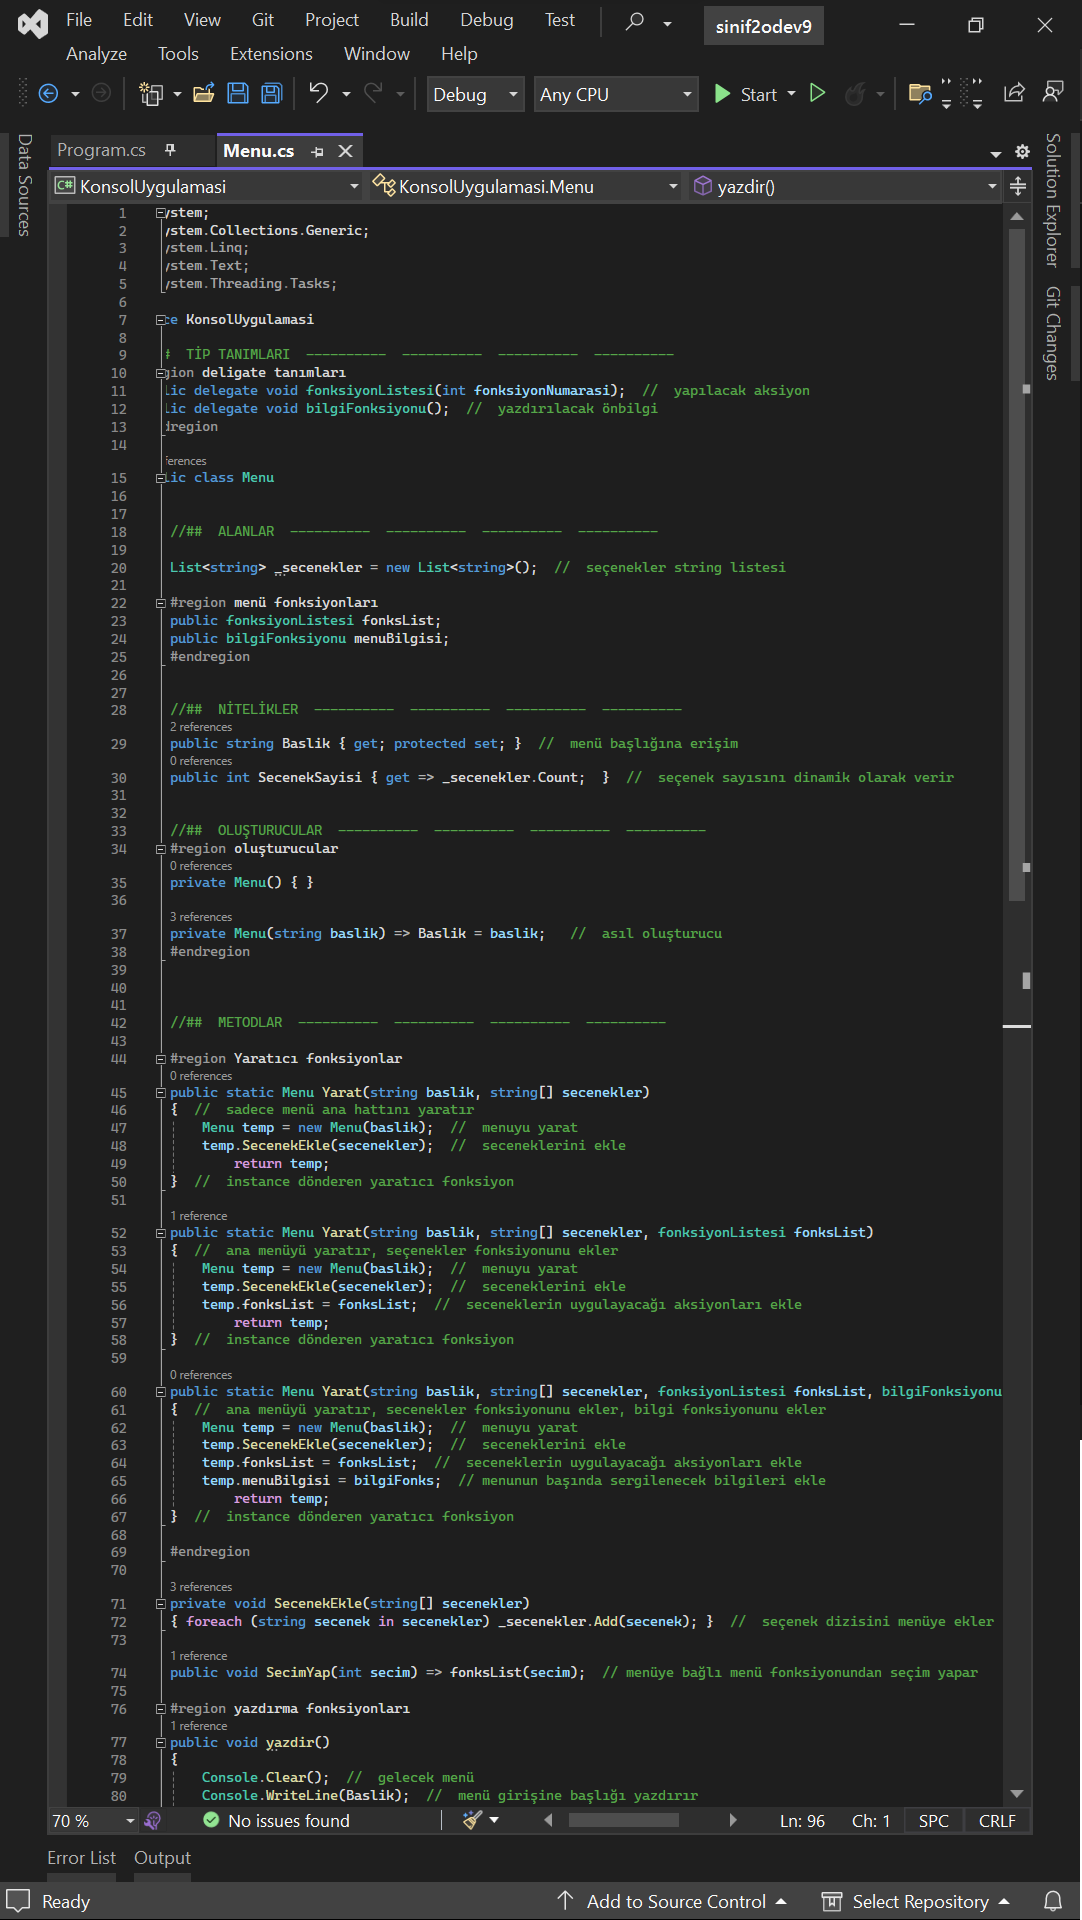 File Edit View Git Project Build Debug Test sinif2odev9
Analyze Tools Extensions Window Help
Debug Any CPU Start
Data Sources
Program.cs Menu.cs
KonsolUygulamasi KonsolUygulamasi.Menu yazdir()
1 ystem;
2 ystem.Collections.Generic;
3 ystem.Linq;
4 ystem.Text;
5 ystem.Threading.Tasks;
6
7 ce KonsolUygulamasi
8
9 # TİP TANIMLARI ---------- ---------- ---------- ----------
10 gion deligate tanımları
11 lic delegate void fonksiyonListesi(int fonksiyonNumarasi); // yapılacak aksiyon
12 lic delegate void bilgiFonksiyonu(); // yazdırılacak önbilgi
13 dregion
14
ferences
15 lic class Menu
16
17
18 //## ALANLAR ---------- ---------- ---------- ----------
19
20 List<string> _secenekler = new List<string>(); // seçenekler string listesi
21
22 #region menü fonksiyonları
23 public fonksiyonListesi fonksList;
24 public bilgiFonksiyonu menuBilgisi;
25 #endregion
26
27
28 //## NİTELİKLER ---------- ---------- ---------- ----------
2 references
29 public string Baslik { get; protected set; } // menü başlığına erişim
0 references
30 public int SecenekSayisi { get => _secenekler.Count; } // seçenek sayısını dinamik olarak verir
31
32
33 //## OLUŞTURUCULAR ---------- ---------- ---------- ----------
34 #region oluşturucular
0 references
35 private Menu() { }
36
3 references
37 private Menu(string baslik) => Baslik = baslik; // asıl oluşturucu
38 #endregion
39
40
41
42 //## METODLAR ---------- ---------- ---------- ----------
43
44 #region Yaratıcı fonksiyonlar
0 references
45 public static Menu Yarat(string baslik, string[] secenekler)
46 { // sadece menü ana hattını yaratır
47 Menu temp = new Menu(baslik); // menuyu yarat
48 temp.SecenekEkle(secenekler); // seceneklerini ekle
49 return temp;
50 } // instance dönderen yaratıcı fonksiyon
51
1 reference
52 public static Menu Yarat(string baslik, string[] secenekler, fonksiyonListesi fonksList)
53 { // ana menüyü yaratır, seçenekler fonksiyonunu ekler
54 Menu temp = new Menu(baslik); // menuyu yarat
55 temp.SecenekEkle(secenekler); // seceneklerini ekle
56 temp.fonksList = fonksList; // seceneklerin uygulayacağı aksiyonları ekle
57 return temp;
58 } // instance dönderen yaratıcı fonksiyon
59
0 references
60 public static Menu Yarat(string baslik, string[] secenekler, fonksiyonListesi fonksList, bilgiFonksiyonu
61 { // ana menüyü yaratır, secenekler fonksiyonunu ekler, bilgi fonksiyonunu ekler
62 Menu temp = new Menu(baslik); // menuyu yarat
63 temp.SecenekEkle(secenekler); // seceneklerini ekle
64 temp.fonksList = fonksList; // seceneklerin uygulayacağı aksiyonları ekle
65 temp.menuBilgisi = bilgiFonks; // menunun başında sergilenecek bilgileri ekle
66 return temp;
67 } // instance dönderen yaratıcı fonksiyon
68
69 #endregion
70
3 references
71 private void SecenekEkle(string[] secenekler)
72 { foreach (string secenek in secenekler) _secenekler.Add(secenek); } // seçenek dizisini menüye ekler
73
1 reference
74 public void SecimYap(int secim) => fonksList(secim); // menüye bağlı menü fonksiyonundan seçim yapar
75
76 #region yazdırma fonksiyonları
1 reference
77 public void yazdir()
78 {
79 Console.Clear(); // gelecek menü
80 Console.WriteLine(Baslik); // menü girişine başlığı yazdırır
Solution Explorer
Git Changes
70 % No issues found Ln: 96 Ch: 1 SPC CRLF
Error List Output
Ready Add to Source Control Select Repository